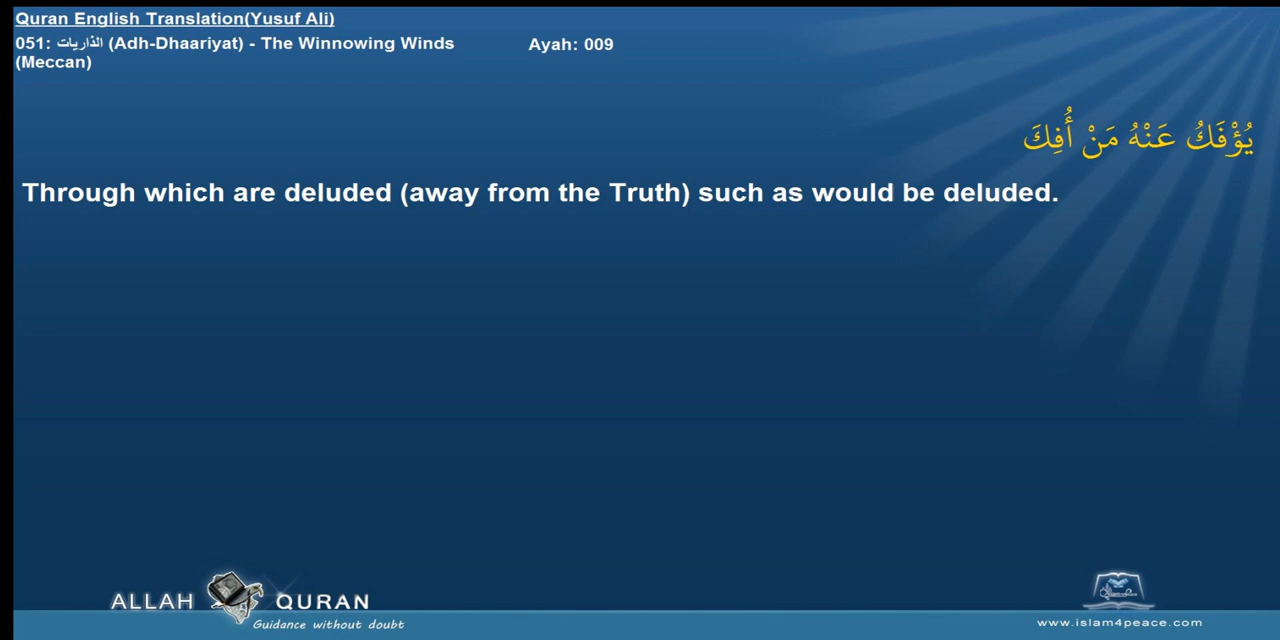 Quran English Translation(Yusuf Ali)
051: الذاريات (Adh-Dhaariyat) - The Winnowing Winds
(Meccan)
Ayah: 009
يُؤْفَكُ عَنْهُ مَنْ أُفِكَ
Through which are deluded (away from the Truth) such as would be deluded.
ALLAH QURAN
Guidance without doubt
www.islam4peace.com